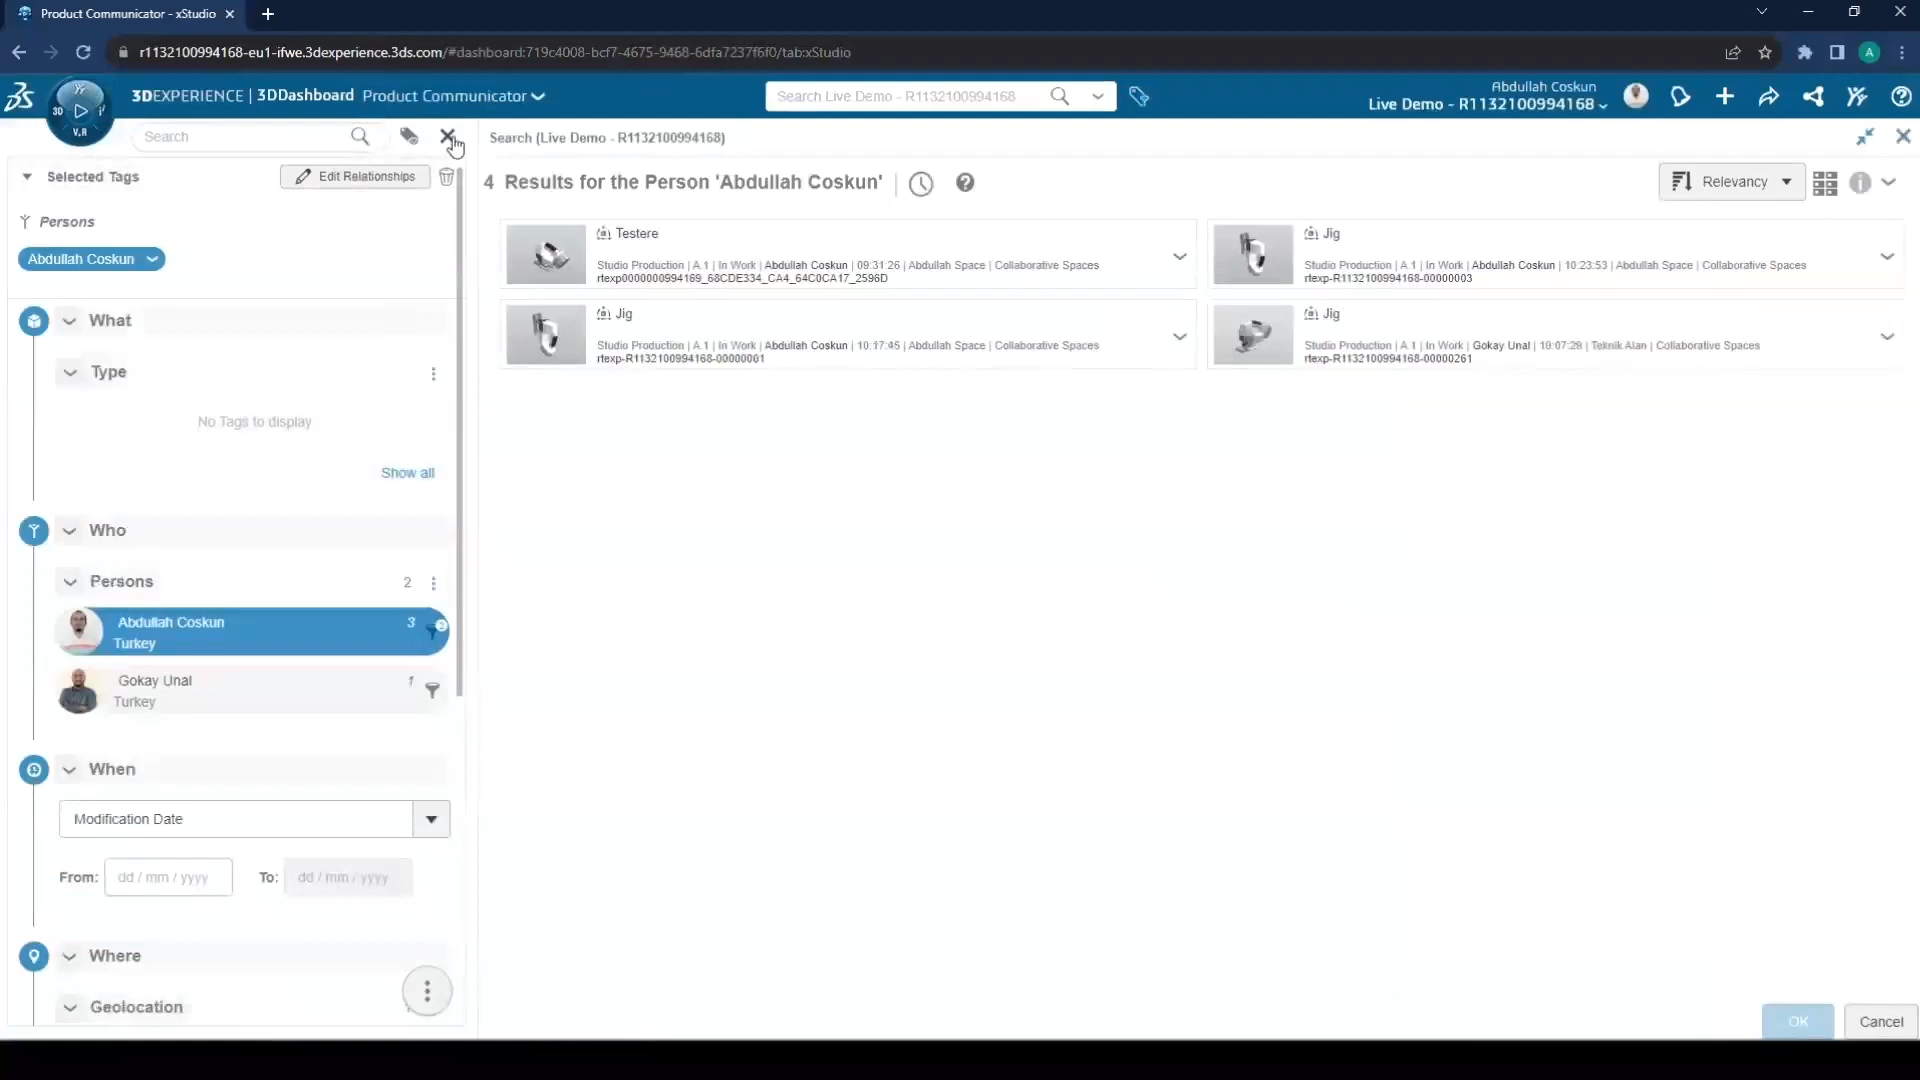 Product Communicator - xStudio
r1132100994168-eu1-ifwe.3dexperience.3ds.com/#dashboard:719c4008-bcf7-4675-9468-6dfa7237f6f0/tab:xStudio
A
3DEXPERIENCE | 3DDashboard Product Communicator
Search Live Demo - R1132100994168
Abdullah Coskun
Live Demo - R1132100994168
3D
V.R
Search
Search (Live Demo - R1132100994168)
Selected Tags
Edit Relationships
4 Results for the Person 'Abdullah Coskun'
Relevancy
Persons
Abdullah Coskun
Testere
Studio Production | A.1 | In Work | Abdullah Coskun | 09:31:26 | Abdullah Space | Collaborative Spaces
rtexp0000000994169_68CDE334_CA4_64C0CA17_2596D
Jig
Studio Production | A.1 | In Work | Abdullah Coskun | 10:23:53 | Abdullah Space | Collaborative Spaces
rtexp-R1132100994168-00000003
Jig
Studio Production | A.1 | In Work | Abdullah Coskun | 10:17:45 | Abdullah Space | Collaborative Spaces
rtexp-R1132100994168-00000001
Jig
Studio Production | A.1 | In Work | Gokay Unal | Teknik Alan | Collaborative Spaces
rtexp-R1132100994168-00000261
What
Type
No Tags to display
Show all
Who
Persons 2
Abdullah Coskun 3
Turkey
Gokay Unal 1
Turkey
When
Modification Date
From: dd / mm / yyyy To: dd / mm / yyyy
Where
Geolocation
OK Cancel